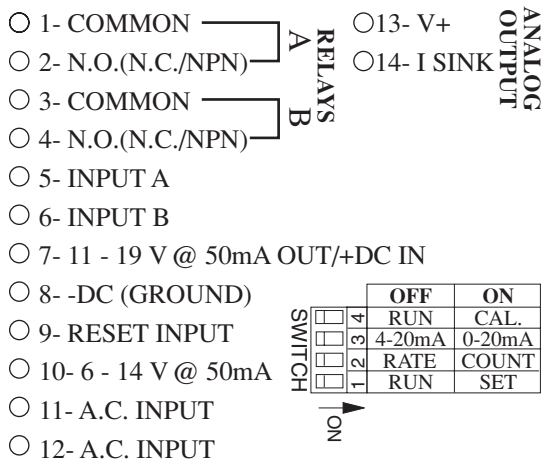 1- COMMON
2- N.O.(N.C./NPN)
3- COMMON
4- N.O.(N.C./NPN)
A
B
RELAYS
5- INPUT A
6- INPUT B
7- 11 - 19 V @ 50mA OUT/+DC IN
8- -DC (GROUND)
9- RESET INPUT
10- 6 - 14 V @ 50mA
11- A.C. INPUT
12- A.C. INPUT
13- V+
14- I SINK
ANALOG
OUTPUT
SWITCH
OFF ON
4 RUN CAL.
3 4-20mA 0-20mA
2 RATE COUNT
1 RUN SET
ON